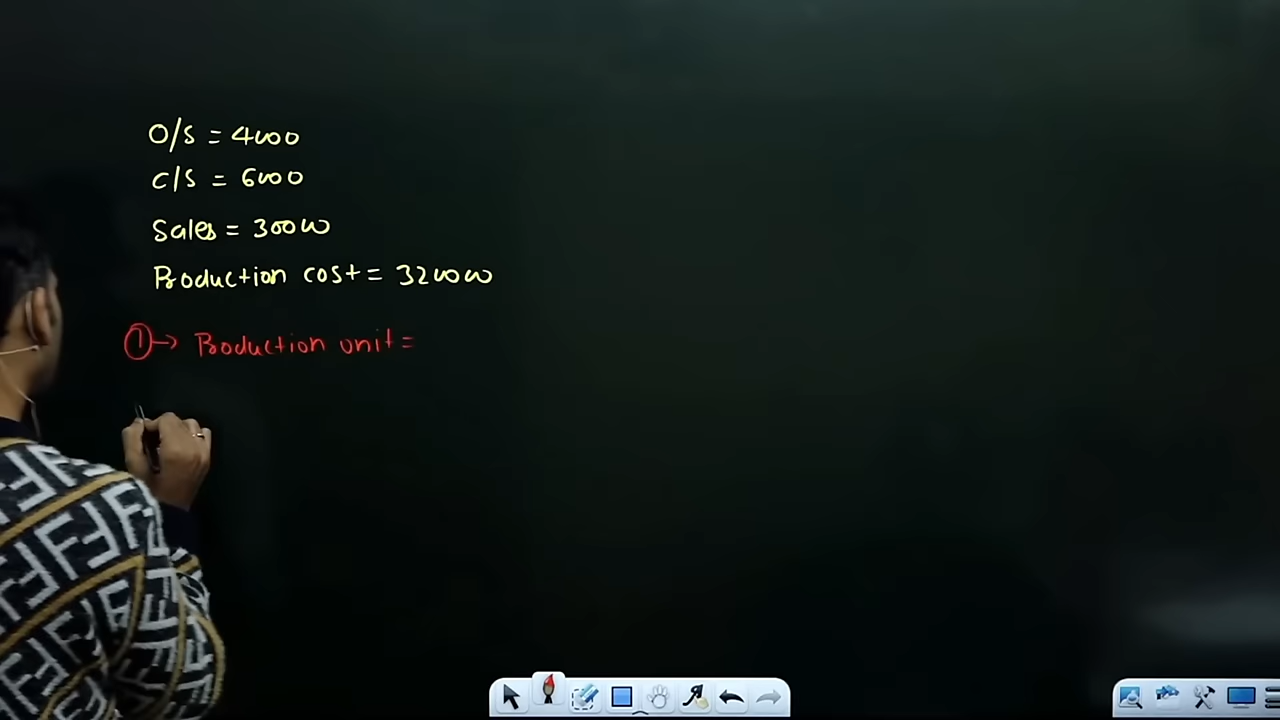 O/S = 4000
C/S = 6000
Sales = 30000
Production cost = 320000
① → Production unit =